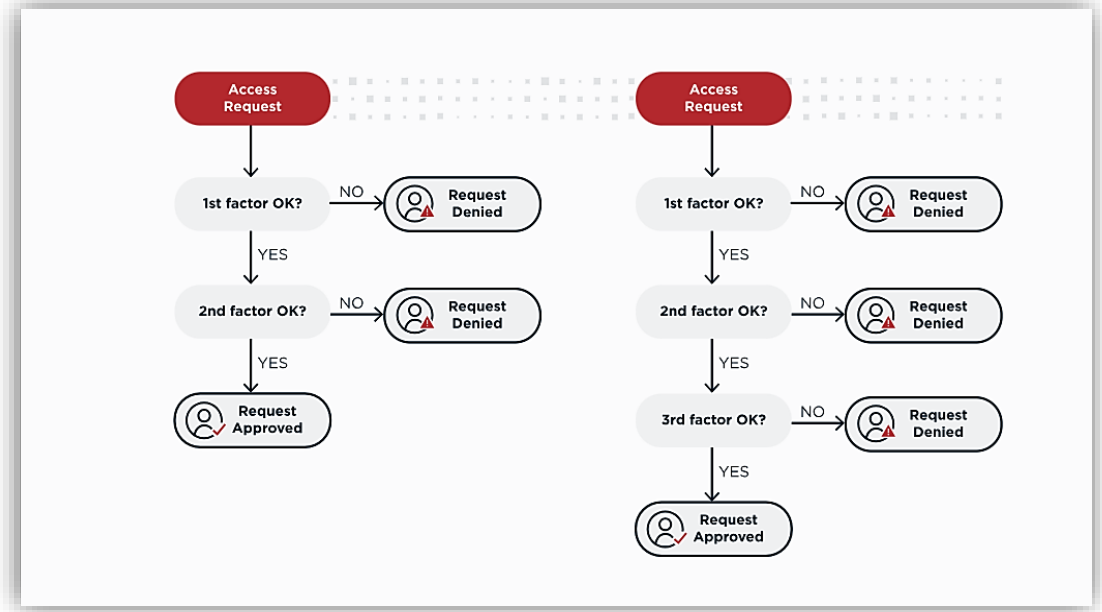 Access
Request
1st factor OK?
NO
Request
Denied
YES
2nd factor OK?
NO
Request
Denied
YES
Request
Approved
Access
Request
1st factor OK?
NO
Request
Denied
YES
2nd factor OK?
NO
Request
Denied
YES
3rd factor OK?
NO
Request
Denied
YES
Request
Approved